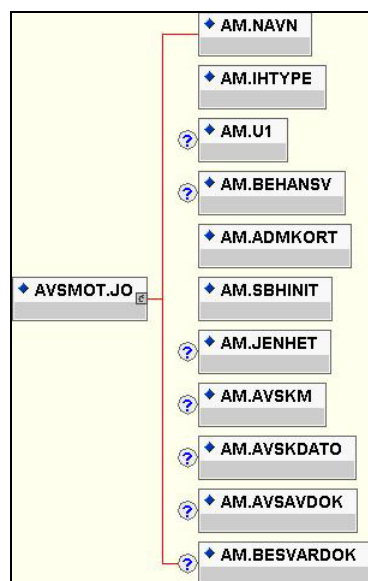 AM.NAVN
AM.IHTYPE
? AM.U1
? AM.BEHANSV
AM.ADMKORT
AVSMOT.JO
AM.SBHINIT
? AM.JENHET
? AM.AVSKM
? AM.AVSKDATO
? AM.AVSAVDOK
? AM.BESVARDOK